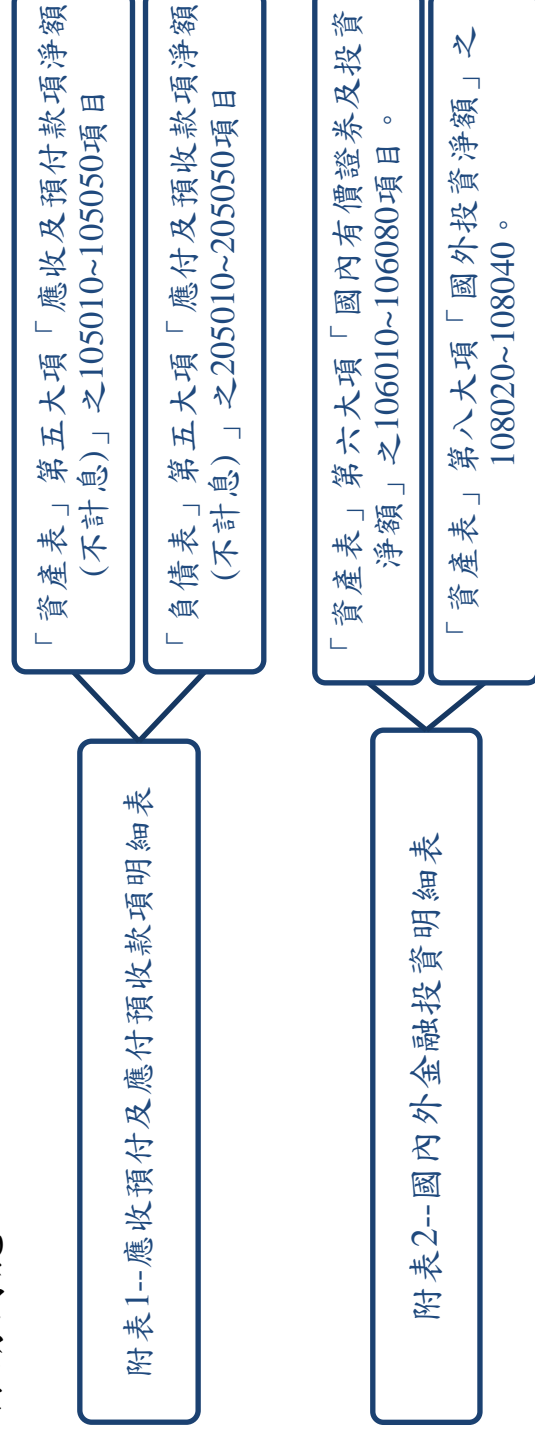 附表1--應收預付及應付預收款項明細表
「資產表」第五大項「應收及預付款項淨額
(不計息)」之105010~105050項目
「負債表」第五大項「應付及預收款項淨額
(不計息)」之205010~205050項目
附表2--國內外金融投資明細表
「資產表」第六大項「國內有價證券及投資
淨額」之106010~106080項目。
「資產表」第八大項「國外投資淨額」之
108020~108040。